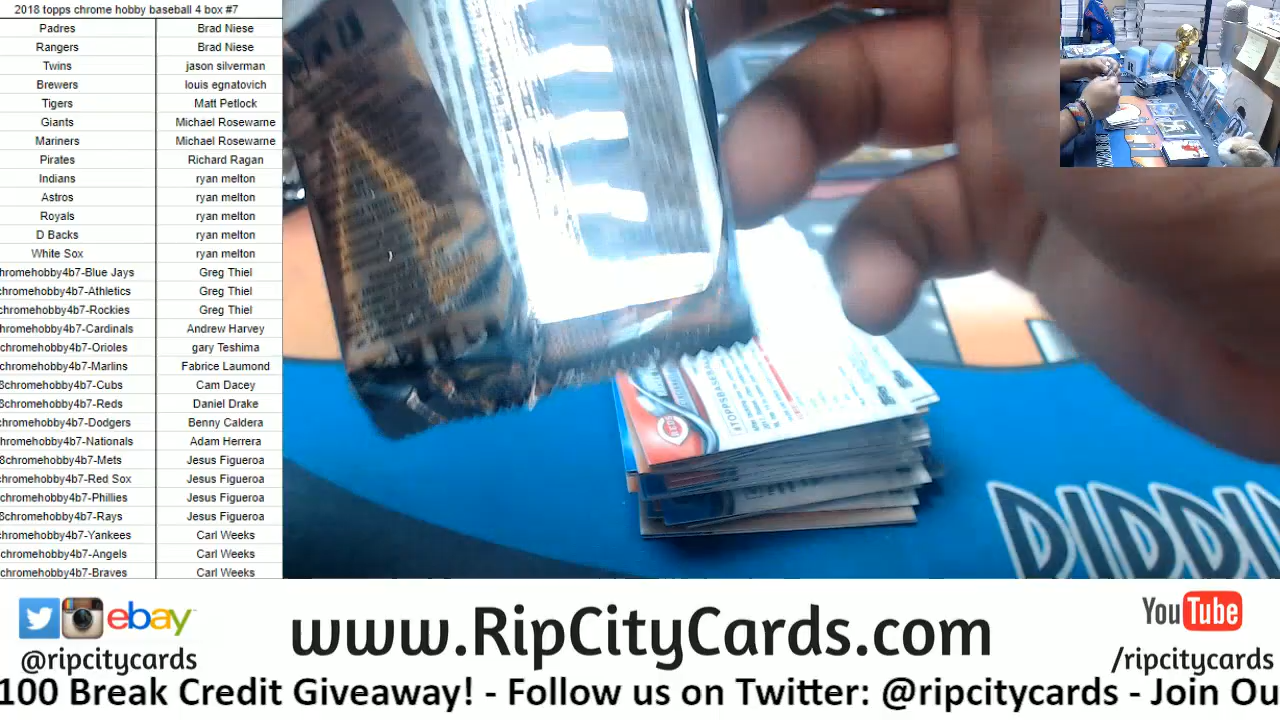 2018 topps chrome hobby baseball 4 box #7
Padres Brad Niese
Rangers Brad Niese
Twins jason silverman
Brewers louis egnatovich
Tigers Matt Petlock
Giants Michael Rosewarne
Mariners Michael Rosewarne
Pirates Richard Ragan
Indians ryan melton
Astros ryan melton
Royals ryan melton
D Backs ryan melton
White Sox ryan melton
hromehobby4b7-Blue Jays Greg Thiel
chromehobby4b7-Athletics Greg Thiel
chromehobby4b7-Rockies Greg Thiel
chromehobby4b7-Cardinals Andrew Harvey
chromehobby4b7-Orioles gary Teshima
chromehobby4b7-Marlins Fabrice Laumond
8chromehobby4b7-Cubs Cam Dacey
8chromehobby4b7-Reds Daniel Drake
chromehobby4b7-Dodgers Benny Caldera
chromehobby4b7-Nationals Adam Herrera
8chromehobby4b7-Mets Jesus Figueroa
chromehobby4b7-Red Sox Jesus Figueroa
chromehobby4b7-Phillies Jesus Figueroa
8chromehobby4b7-Rays Jesus Figueroa
chromehobby4b7-Yankees Carl Weeks
chromehobby4b7-Angels Carl Weeks
chromehobby4b7-Braves Carl Weeks
REDS
#TOPPSBASEBA
ebay
@ripcitycards
www.RipCityCards.com
YouTube
/ripcitycards
100 Break Credit Giveaway! - Follow us on Twitter: @ripcitycards - Join Ou